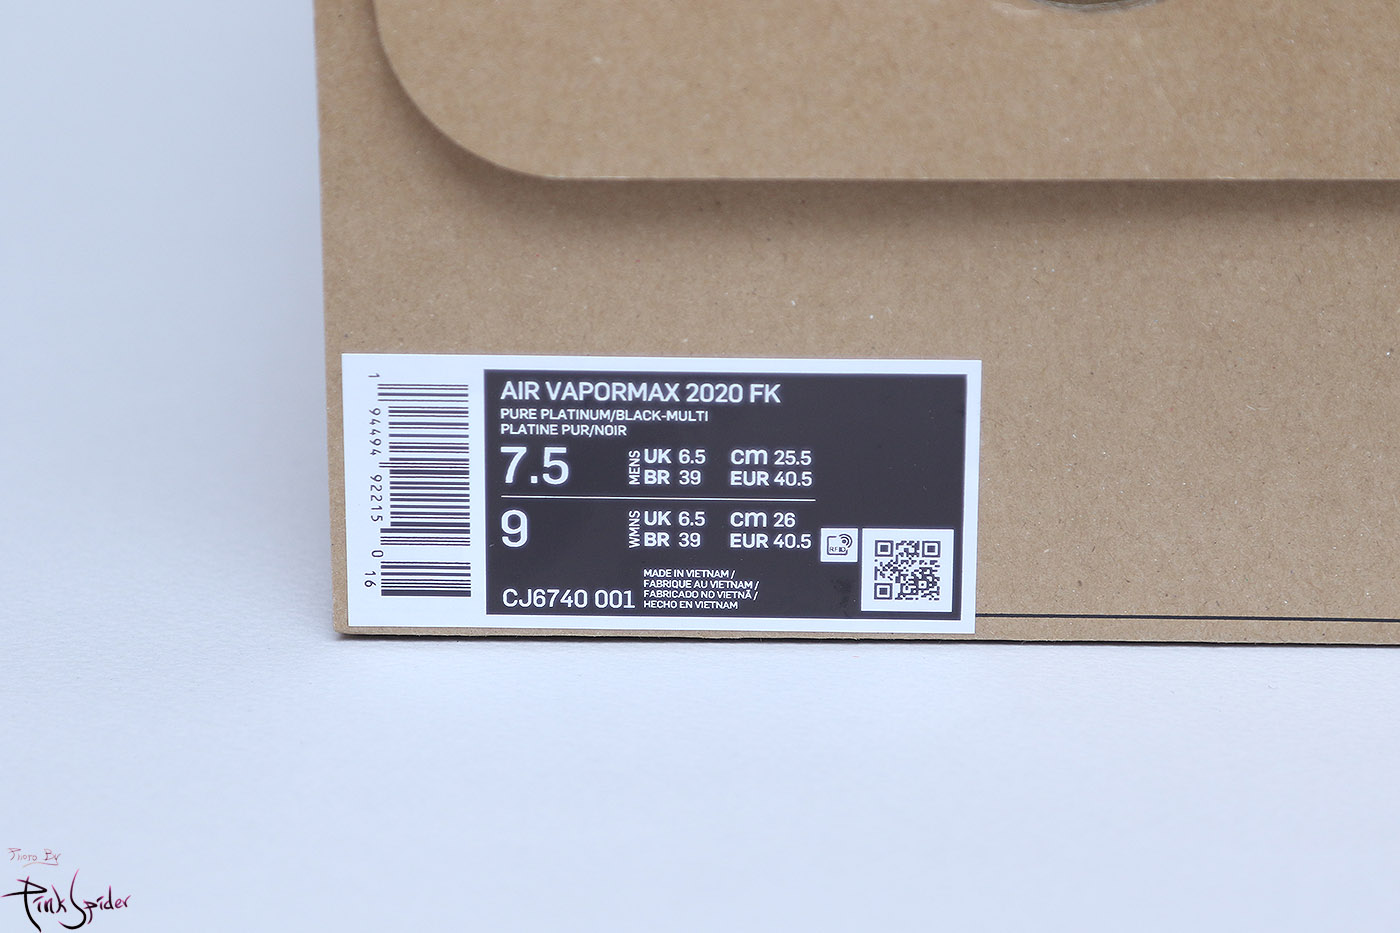 AIR VAPORMAX 2020 FK
PURE PLATINUM/BLACK-MULTI
PLATINE PUR/NOIR
7.5 MENS UK 6.5 cm 25.5
BR 39 EUR 40.5
9 WMNS UK 6.5 cm 26
BR 39 EUR 40.5
RFID
CJ6740 001
MADE IN VIETNAM /
FABRIQUE AU VIETNAM /
FABRICADO NO VIETNÃ /
HECHO EN VIETNAM
1 94494 92215 0 16
Photo By
PinkSpider